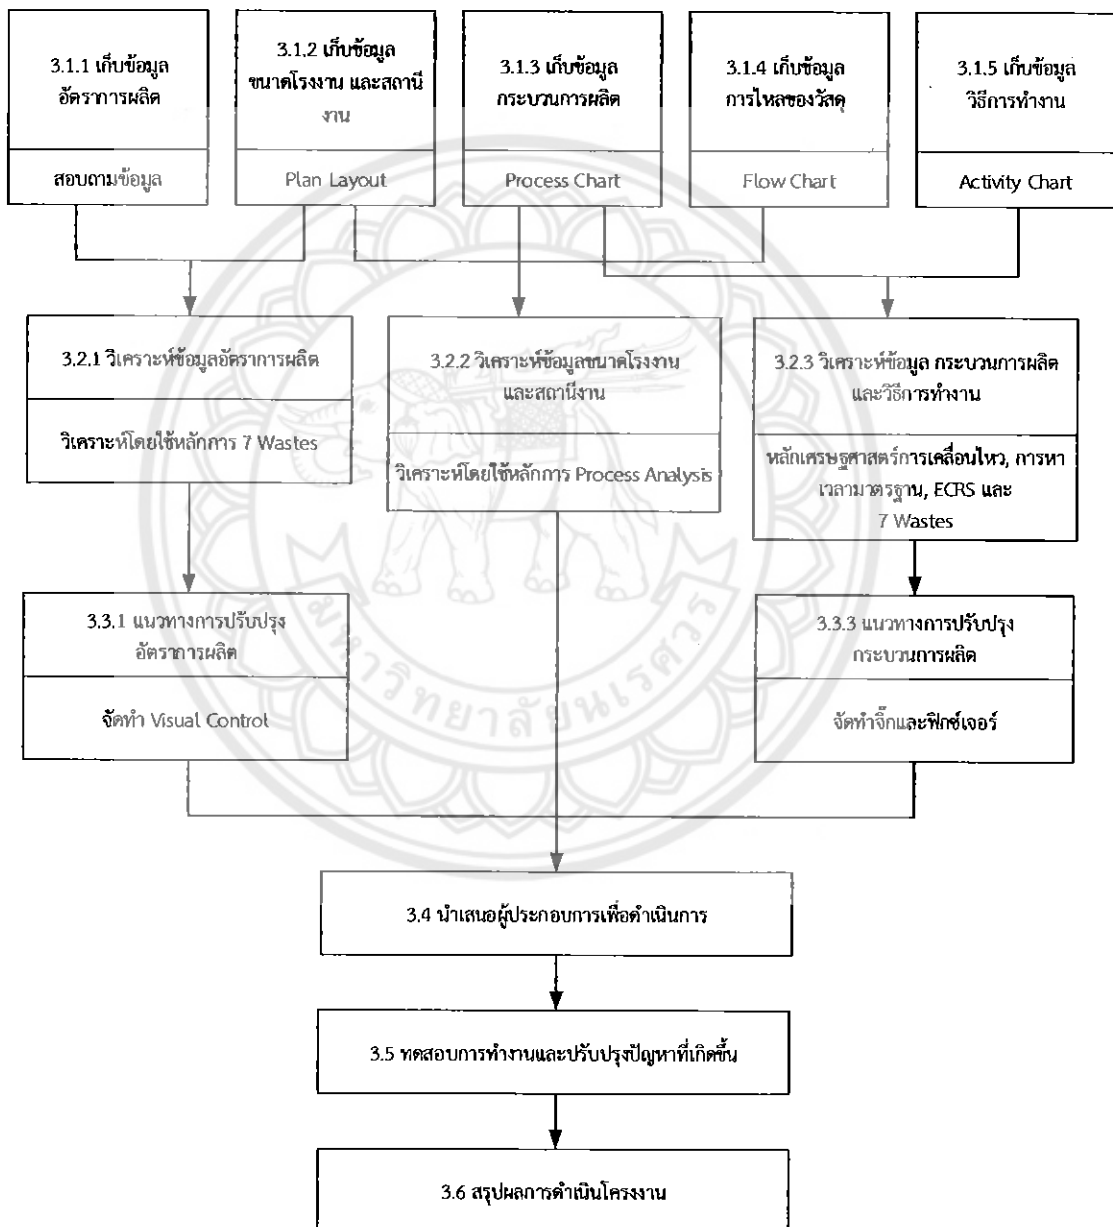 3.1.1 เก็บข้อมูล
อัตราการผลิต
สอบถามข้อมูล
3.1.2 เก็บข้อมูล
ขนาดโรงงาน และสถานี
งาน
Plan Layout
3.1.3 เก็บข้อมูล
กระบวนการผลิต
Process Chart
3.1.4 เก็บข้อมูล
การไหลของวัสดุ
Flow Chart
3.1.5 เก็บข้อมูล
วิธีการทำงาน
Activity Chart
3.2.1 วิเคราะห์ข้อมูลอัตราการผลิต
วิเคราะห์โดยใช้หลักการ 7 Wastes
3.2.2 วิเคราะห์ข้อมูลขนาดโรงงาน
และสถานีงาน
วิเคราะห์โดยใช้หลักการ Process Analysis
3.2.3 วิเคราะห์ข้อมูล กระบวนการผลิต
และวิธีการทำงาน
หลักเศรษฐศาสตร์การเคลื่อนไหว, การหา
เวลามาตรฐาน, ECRS และ
7 Wastes
3.3.1 แนวทางการปรับปรุง
อัตราการผลิต
จัดทำ Visual Control
3.3.3 แนวทางการปรับปรุง
กระบวนการผลิต
จัดทำจิ๊กและฟิกซ์เจอร์
มหาวิทยาลัยนเรศวร
3.4 นำเสนอผู้ประกอบการเพื่อดำเนินการ
3.5 ทดสอบการทำงานและปรับปรุงปัญหาที่เกิดขึ้น
3.6 สรุปผลการดำเนินโครงงาน